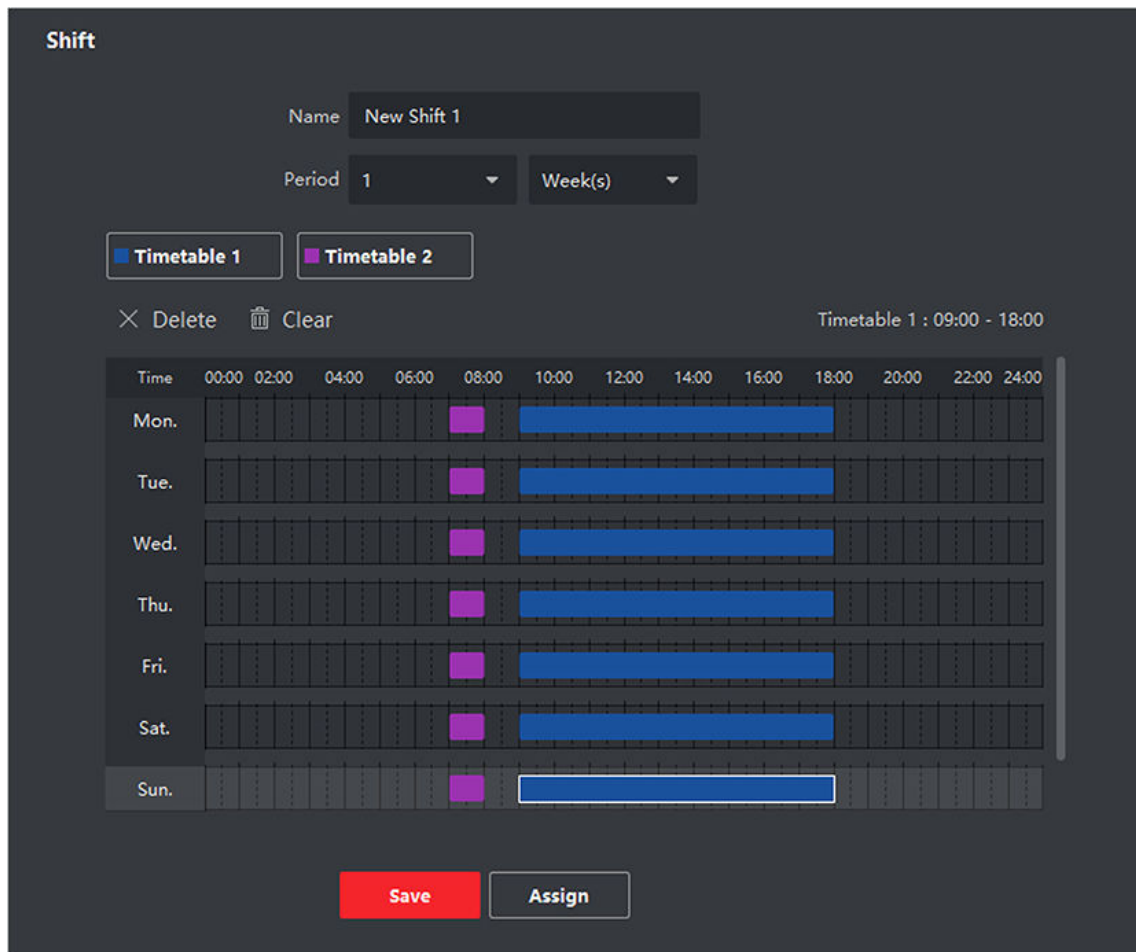 Shift
Name New Shift 1
Period 1 Week(s)
Timetable 1 Timetable 2
Delete Clear Timetable 1 : 09:00 - 18:00
Time 00:00 02:00 04:00 06:00 08:00 10:00 12:00 14:00 16:00 18:00 20:00 22:00 24:00
Mon.
Tue.
Wed.
Thu.
Fri.
Sat.
Sun.
Save Assign